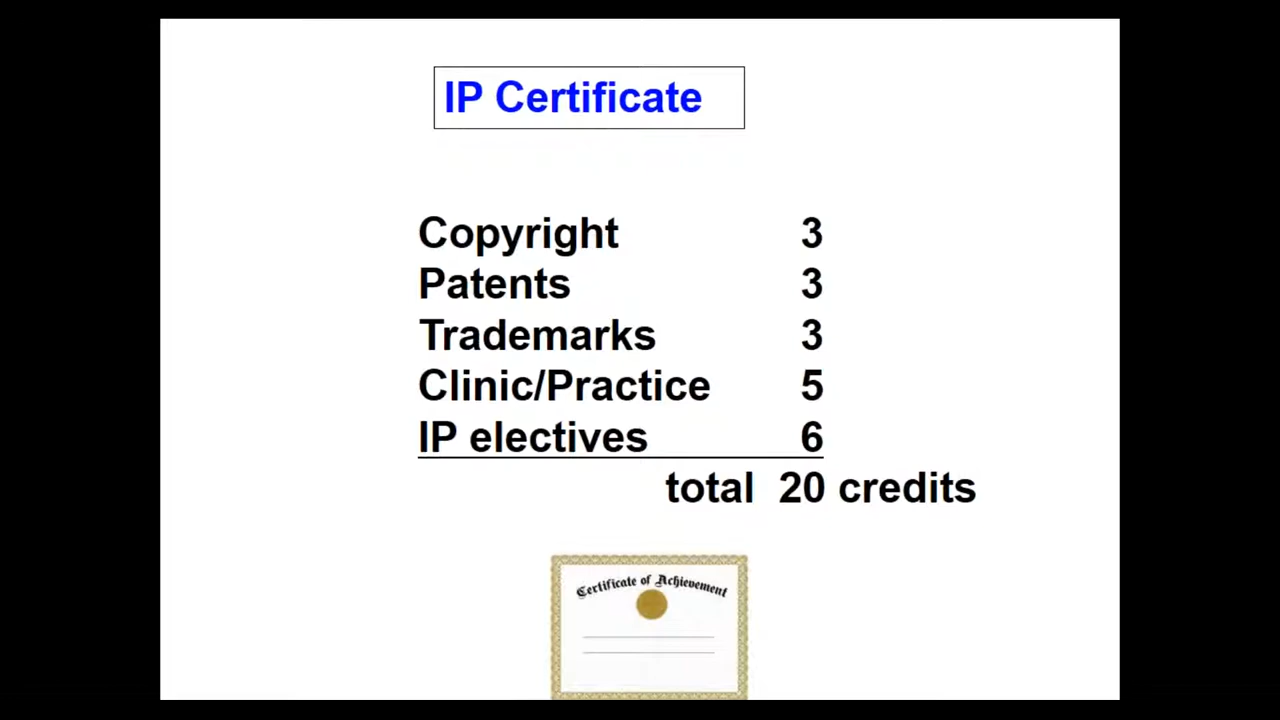 IP Certificate
Copyright 3
Patents 3
Trademarks 3
Clinic/Practice 5
IP electives 6
total 20 credits
Certificate of Achievement